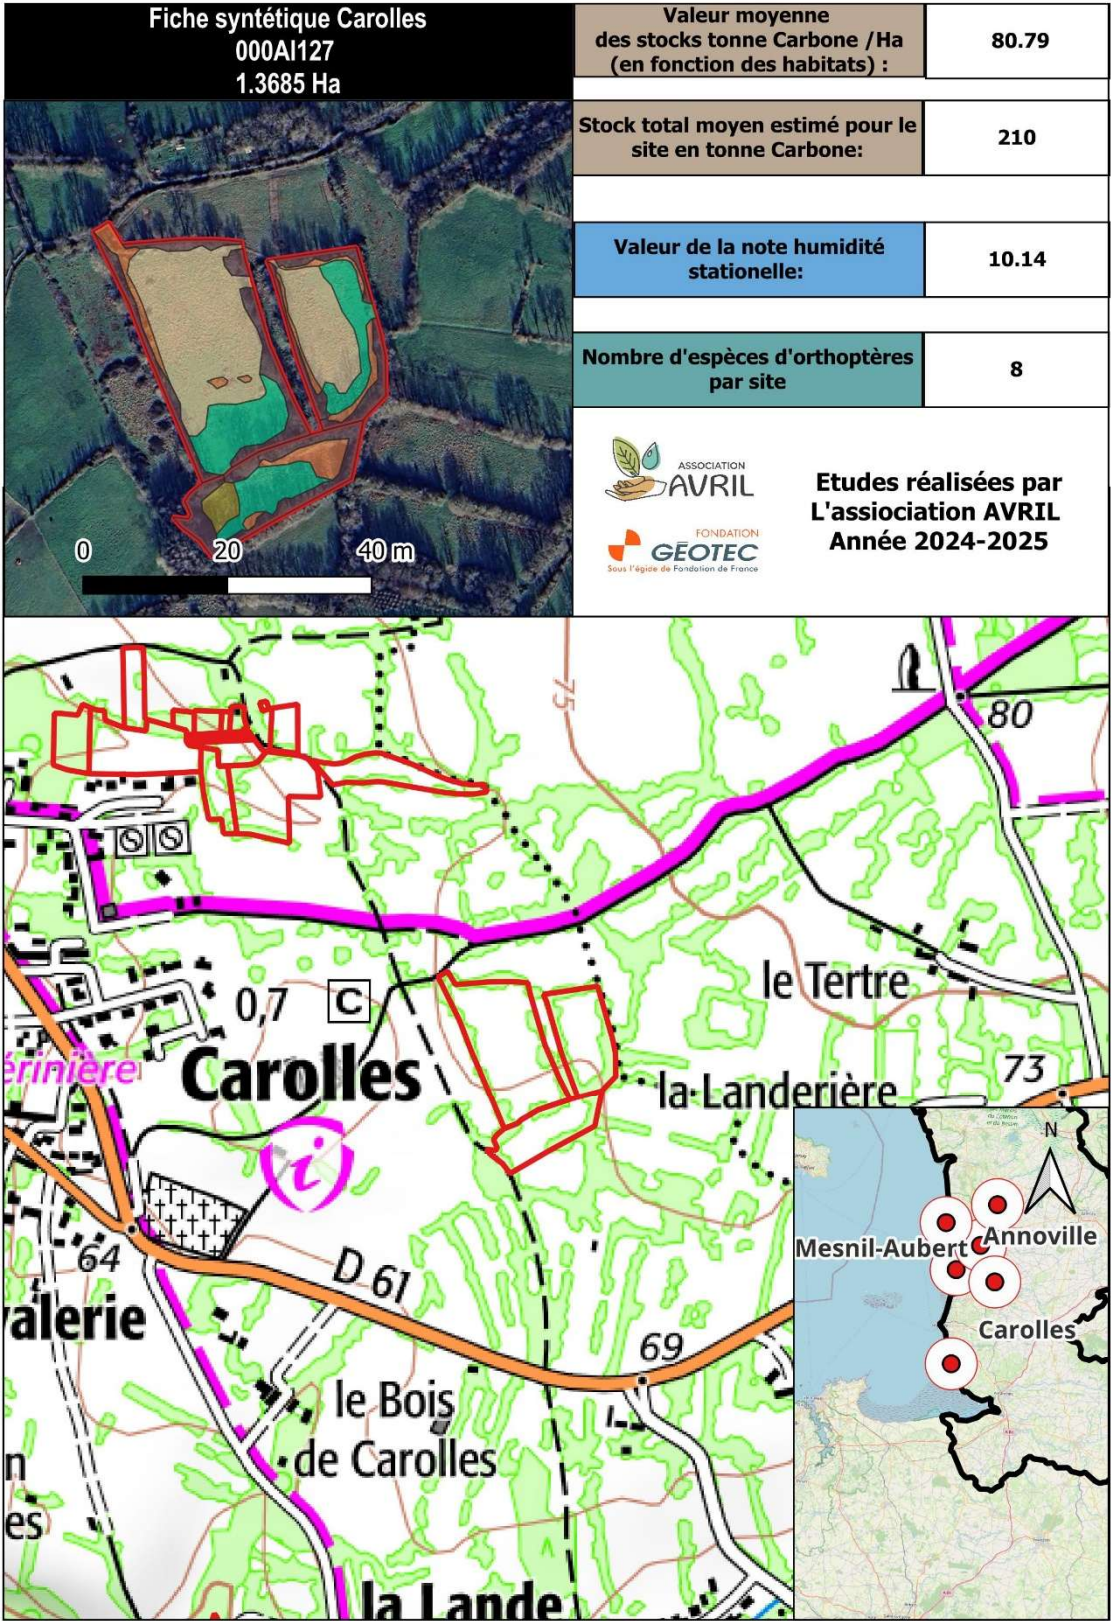 Fiche syntétique Carolles
000AI127
1.3685 Ha
Valeur moyenne
des stocks tonne Carbone /Ha
(en fonction des habitats) :
80.79
Stock total moyen estimé pour le
site en tonne Carbone:
210
Valeur de la note humidité
stationelle:
10.14
Nombre d'espèces d'orthoptères
par site
8
ASSOCIATION
AVRIL
FONDATION
GÉOTEC
Sous l'égide de Fondation de France
Etudes réalisées par
L'assiociation AVRIL
Année 2024-2025
0 20 40 m
75
80
le Tertre
0,7 C
érinière
Carolles
la Landerière
73
i
64
D 61
valerie
69
le Bois
de Carolles
n
es
la Lande
N
Mesnil-Aubert
Annoville
Carolles